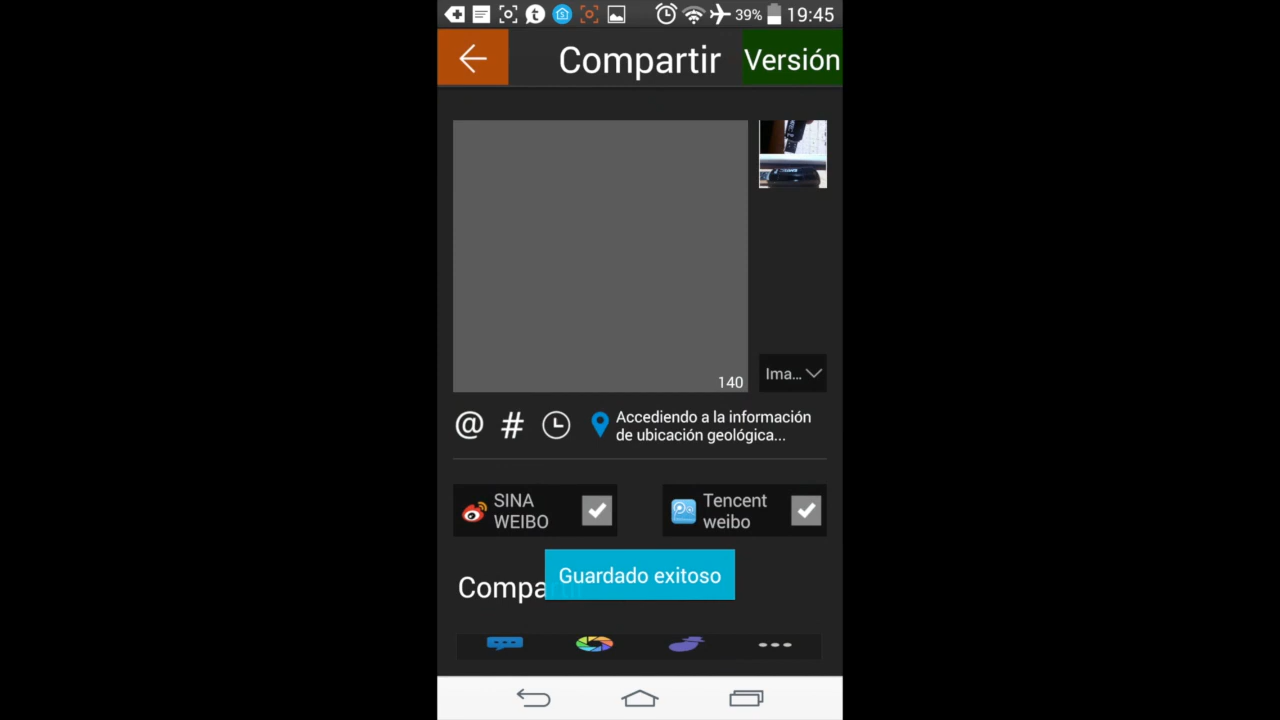 39% 19:45
Compartir
Versión
140
Ima...
@ #
Accediendo a la información
de ubicación geológica...
SINA
WEIBO
Tencent
weibo
Guardado exitoso
Compa